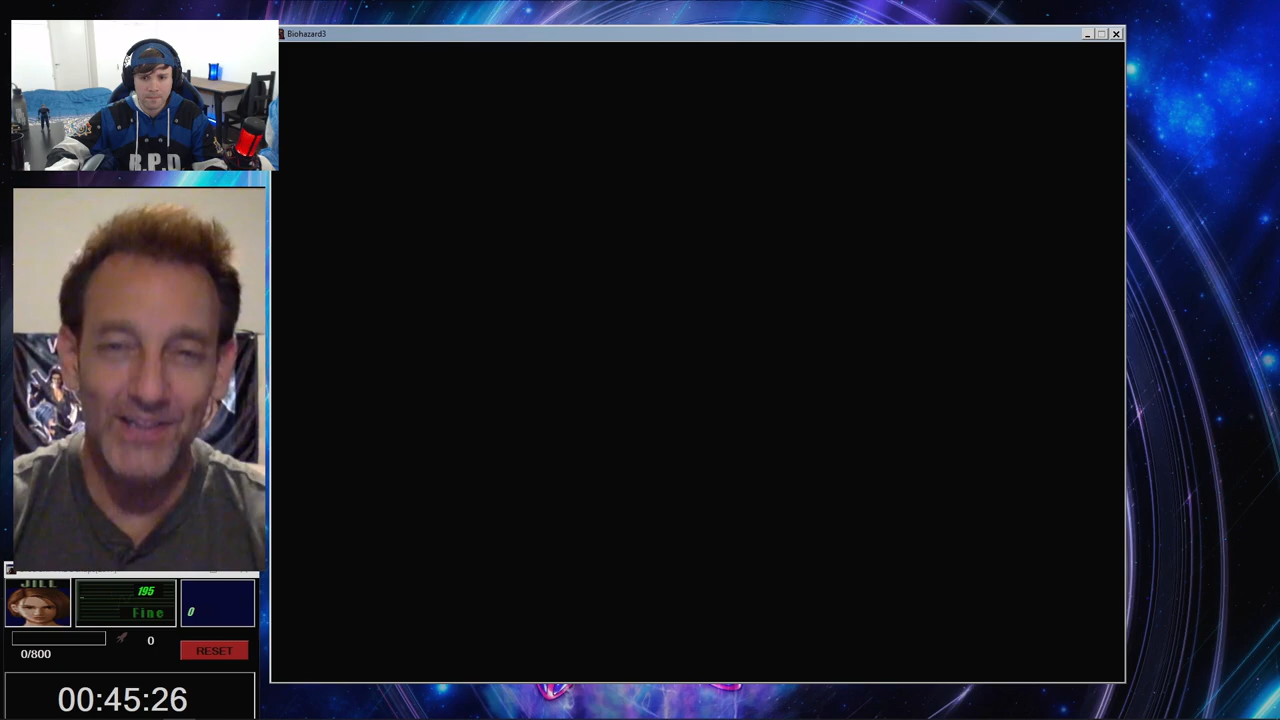 Biohazard3
R.P.D.
JILL
195
Fine
0
0
0/800
RESET
00:45:26